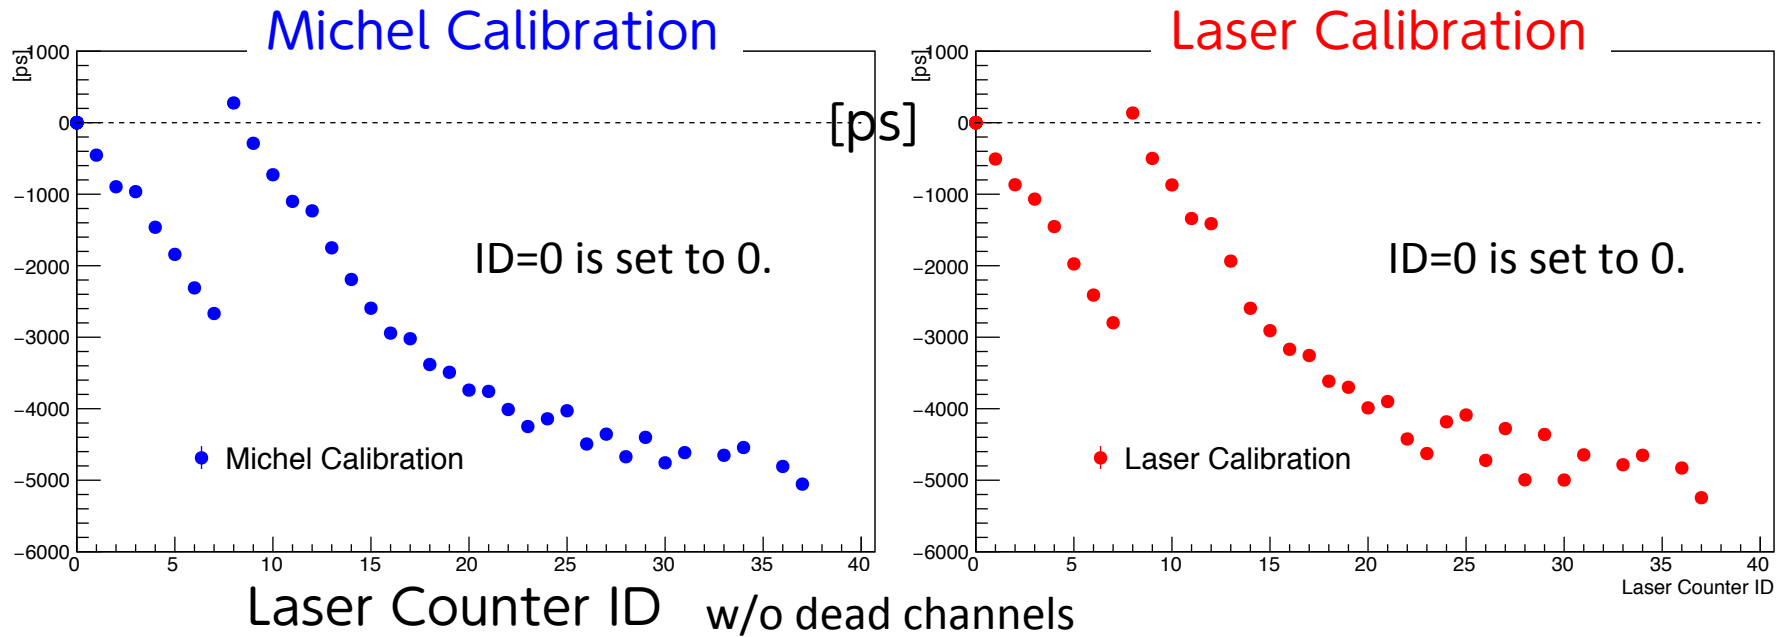 Michel Calibration
[ps]
1000
0
−1000
−2000
−3000
−4000
−5000
−6000
ID=0 is set to 0.
Michel Calibration
0 5 10 15 20 25 30 35 40
Laser Counter ID
w/o dead channels
Laser Calibration
[ps]
[ps]
1000
0
−1000
−2000
−3000
−4000
−5000
−6000
ID=0 is set to 0.
Laser Calibration
0 5 10 15 20 25 30 35 40
Laser Counter ID